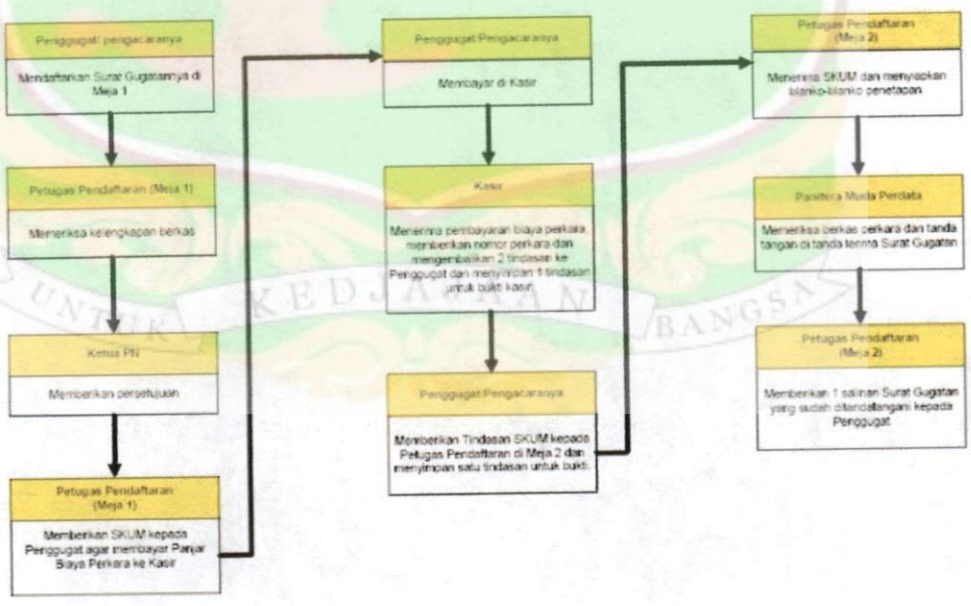 Penggugat/ pengacaranya
Mendaftarkan Surat Gugatannya di
Meja 1
Petugas Pendaftaran (Meja 1)
Memeriksa kelengkapan berkas
Ketua PN
Memberikan persetujuan
Petugas Pendaftaran
(Meja 1)
Memberikan SKUM kepada
Penggugat agar membayar Panjar
Biaya Perkara ke Kasir
Penggugat/Pengacaranya
Membayar di Kasir
Kasir
Menerima pembayaran biaya perkara,
memberikan nomor perkara dan
mengembalikan 2 tindasan ke
Penggugat dan menyimpan 1 tindasan
untuk bukti kasir.
Penggugat/Pengacaranya
Memberikan Tindasan SKUM kepada
Petugas Pendaftaran di Meja 2 dan
menyimpan satu tindasan untuk bukti.
Petugas Pendaftaran
(Meja 2)
Menerima SKUM dan menyiapkan
blanko-blanko penetapan
Panitera Muda Perdata
Memeriksa berkas perkara dan tanda
tangan di tanda terima Surat Gugatan
Petugas Pendaftaran
(Meja 2)
Memberikan 1 salinan Surat Gugatan
yang sudah ditandatangani kepada
Penggugat
UNTUK KEDJAJAAN BANGSA